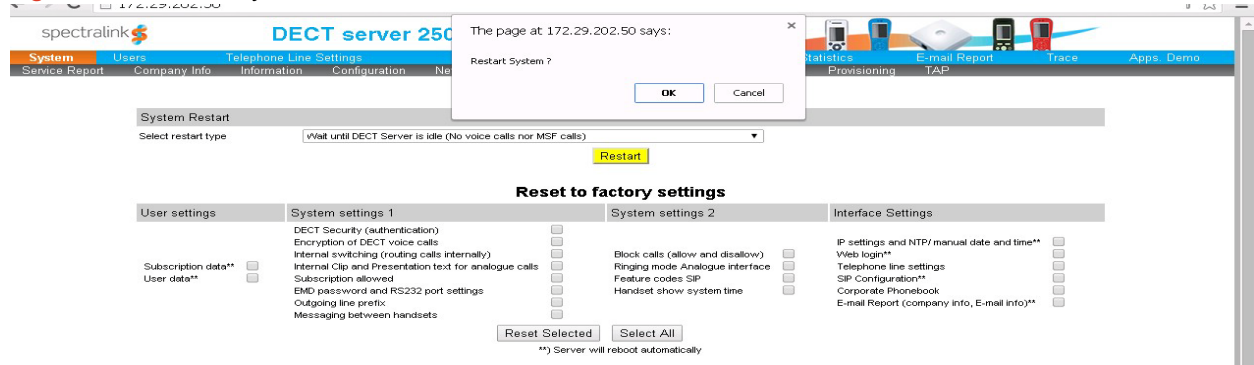 172.29.202.50
spectralink
DECT server 250
The page at 172.29.202.50 says:
Restart System ?
OK Cancel
System Users Telephone Line Settings Statistics E-mail Report Trace Apps. Demo
Service Report Company Info Information Configuration Ne Provisioning TAP
System Restart
Select restart type Wait until DECT Server is idle (No voice calls nor MSF calls)
Restart
Reset to factory settings
User settings System settings 1 System settings 2 Interface Settings
Subscription data**
User data**
DECT Security (authentication)
Encryption of DECT voice calls
Internal switching (routing calls internally)
Internal Clip and Presentation text for analogue calls
Subscription allowed
EMD password and RS232 port settings
Outgoing line prefix
Messaging between handsets
Block calls (allow and disallow)
Ringing mode Analogue interface
Feature codes SIP
Handset show system time
IP settings and NTP/ manual date and time**
Web login**
Telephone line settings
SIP Configuration**
Corporate Phonebook
E-mail Report (company info, E-mail info)**
Reset Selected Select All
**) Server will reboot automatically